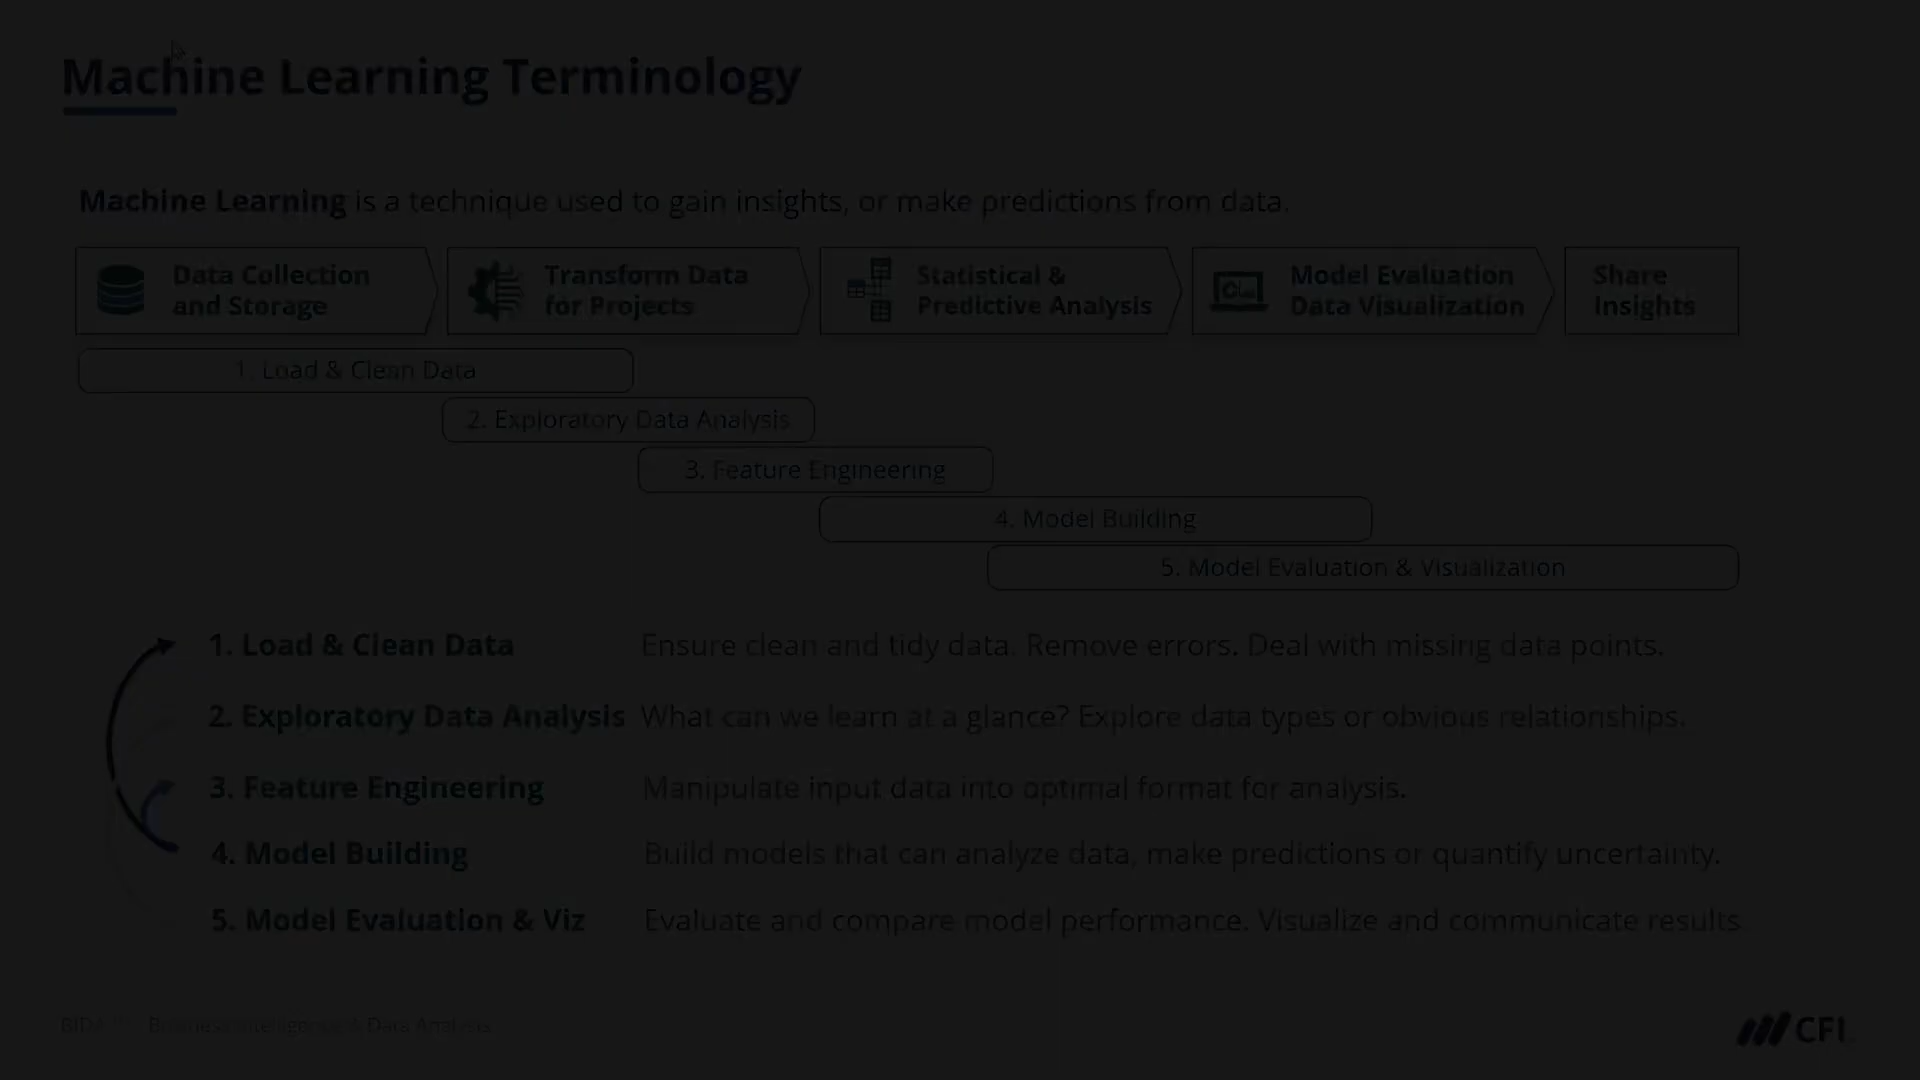 Machine Learning Terminology
Machine Learning is a technique used to gain insights, or make predictions from data.
Data Collection
and Storage
Transform Data
for Projects
Statistical &
Predictive Analysis
Model Evaluation
Data Visualization
Share
Insights
1. Load & Clean Data
2. Exploratory Data Analysis
3. Feature Engineering
4. Model Building
5. Model Evaluation & Visualization
1. Load & Clean Data Ensure clean and tidy data. Remove errors. Deal with missing data points.
2. Exploratory Data Analysis What can we learn at a glance? Explore data types or obvious relationships.
3. Feature Engineering Manipulate input data into optimal format for analysis.
4. Model Building Build models that can analyze data, make predictions or quantify uncertainty.
5. Model Evaluation & Viz Evaluate and compare model performance. Visualize and communicate results.
Business Intelligence & Data Analysis
CFI